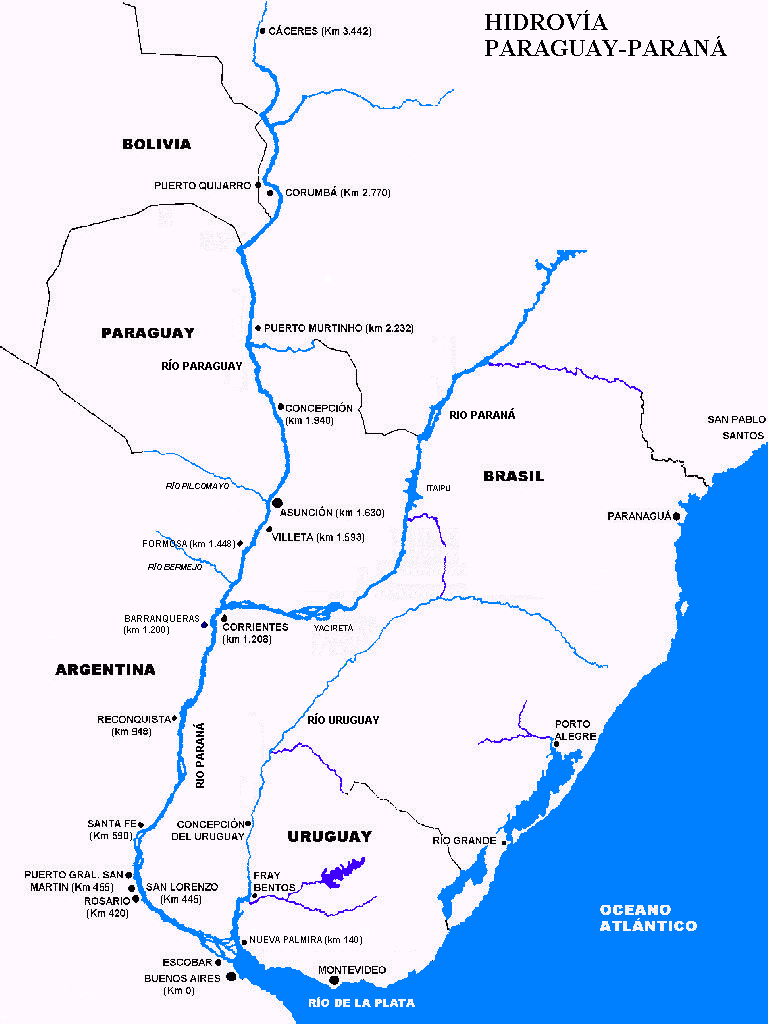 HIDROVÍA
PARAGUAY-PARANÁ
CÁCERES (Km 3.442)
BOLIVIA
PUERTO QUIJARRO
CORUMBÁ (Km 2.770)
PARAGUAY
PUERTO MURTINHO (km 2.232)
RÍO PARAGUAY
CONCEPCIÓN
(km 1.940)
RIO PARANÁ
SAN PABLO
SANTOS
BRASIL
RÍO PILCOMAYO
ITAIPU
ASUNCIÓN (km 1.630)
PARANAGUÁ
VILLETA (km 1.593)
FORMOSA (km 1.448)
RÍO BERMEJO
BARRANQUERAS
(km 1.200)
CORRIENTES
(km 1.208)
YACIRETA
ARGENTINA
RECONQUISTA
(km 948)
RIO PARANÁ
RÍO URUGUAY
PORTO
ALEGRE
SANTA FE
(Km 590)
CONCEPCIÓN
DEL URUGUAY
URUGUAY
RÍO GRANDE
PUERTO GRAL. SAN
MARTIN (Km 455)
SAN LORENZO
(Km 445)
ROSARIO
(Km 420)
FRAY
BENTOS
OCEANO
ATLÁNTICO
NUEVA PALMIRA (km 140)
ESCOBAR
BUENOS AIRES
(Km 0)
MONTEVIDEO
RÍO DE LA PLATA